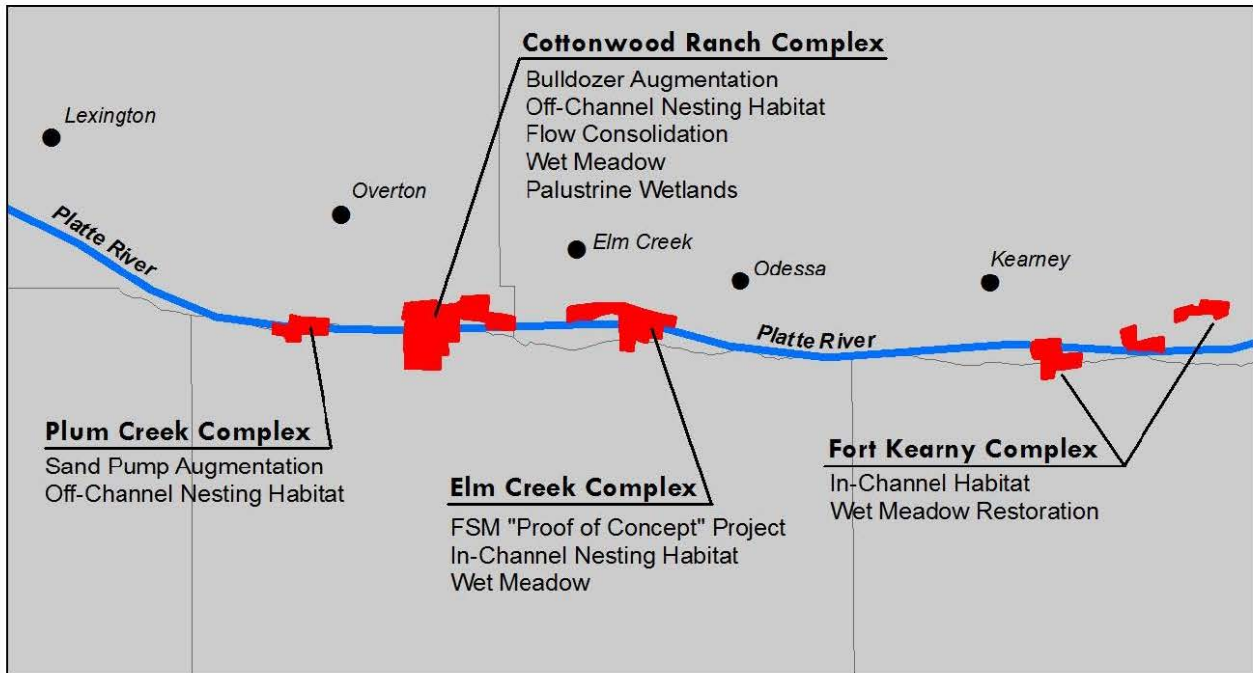 Cottonwood Ranch Complex
Bulldozer Augmentation
Off-Channel Nesting Habitat
Flow Consolidation
Wet Meadow
Palustrine Wetlands
Lexington
Overton
Elm Creek
Odessa
Kearney
Platte River
Platte River
Plum Creek Complex
Sand Pump Augmentation
Off-Channel Nesting Habitat
Elm Creek Complex
FSM "Proof of Concept" Project
In-Channel Nesting Habitat
Wet Meadow
Fort Kearny Complex
In-Channel Habitat
Wet Meadow Restoration